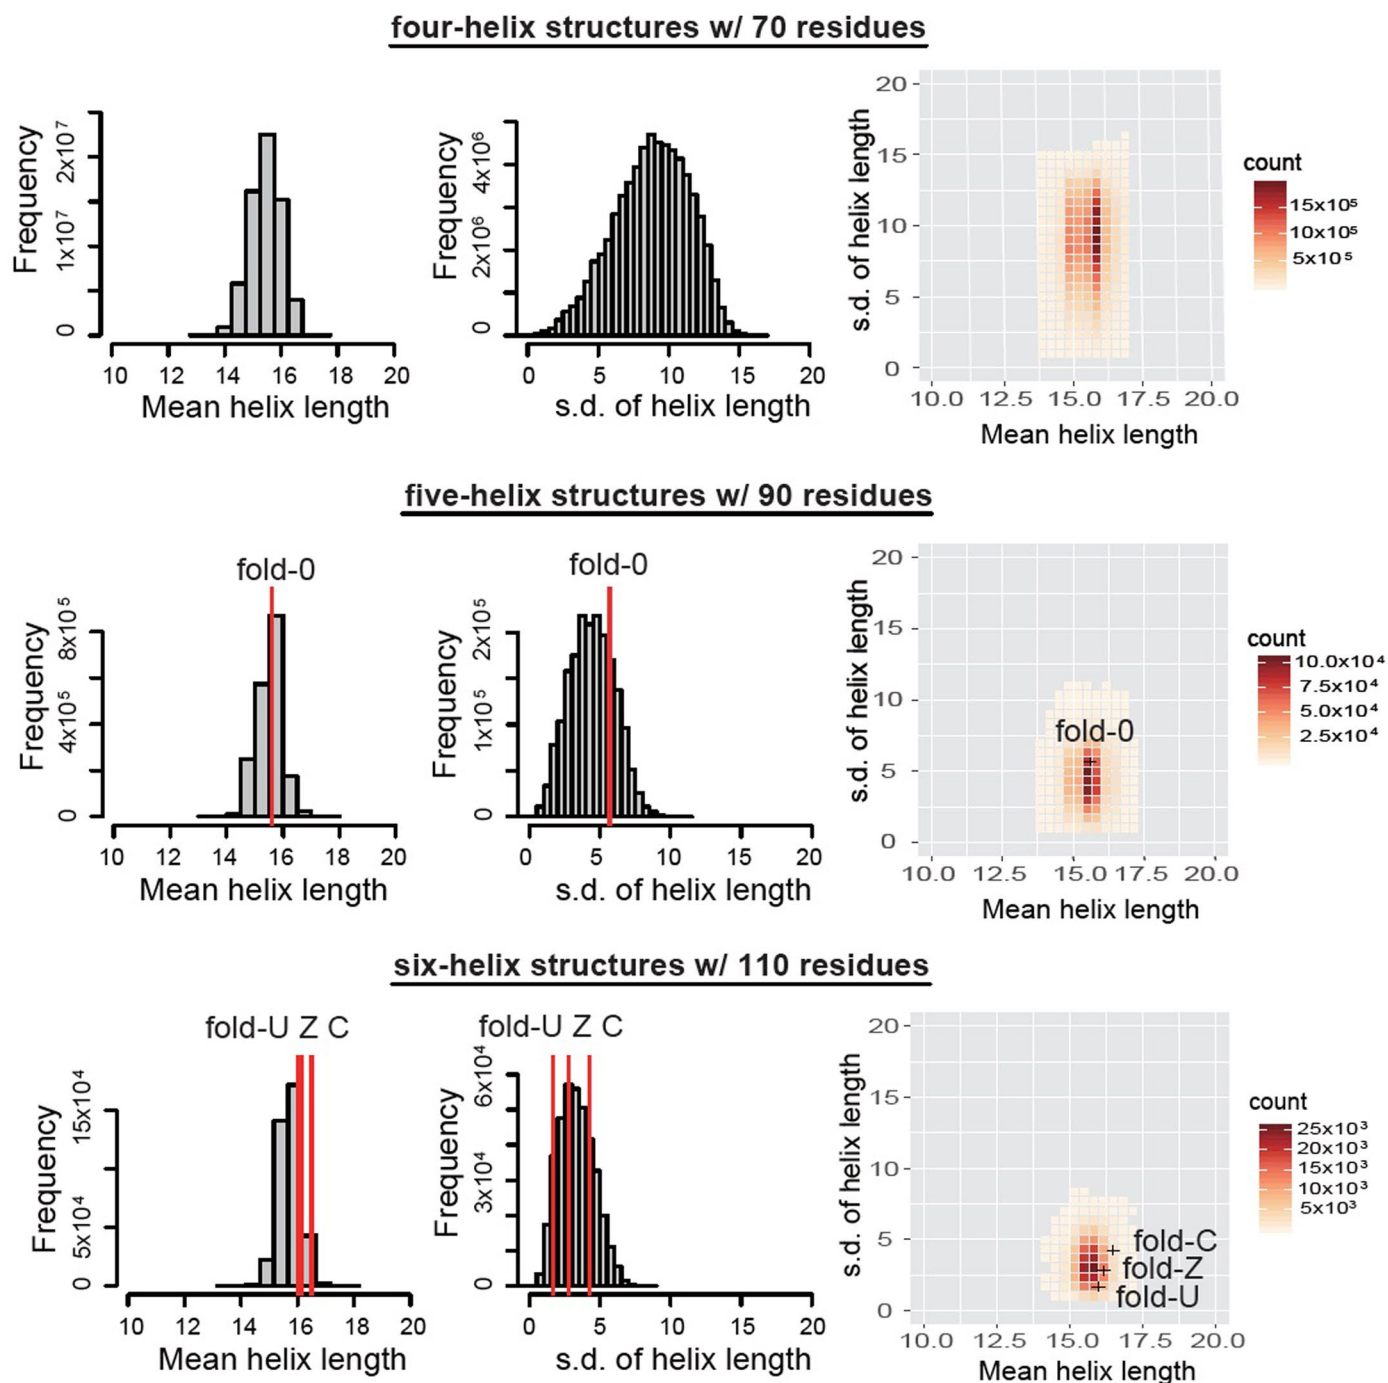 four-helix structures w/ 70 residues
Frequency
0
1x10⁷
2x10⁷
10 12 14 16 18 20
Mean helix length
Frequency
0
2x10⁶
4x10⁶
0 5 10 15 20
s.d. of helix length
s.d. of helix length
20
15
10
5
0
10.0 12.5 15.0 17.5 20.0
Mean helix length
count
15x10⁵
10x10⁵
5x10⁵
five-helix structures w/ 90 residues
fold-0
Frequency
0
4x10⁵
8x10⁵
10 12 14 16 18 20
Mean helix length
fold-0
Frequency
0
1x10⁵
2x10⁵
0 5 10 15 20
s.d. of helix length
s.d. of helix length
20
15
10
5
0
fold-0
10.0 12.5 15.0 17.5 20.0
Mean helix length
count
10.0x10⁴
7.5x10⁴
5.0x10⁴
2.5x10⁴
six-helix structures w/ 110 residues
fold-U Z C
Frequency
0
5x10⁴
15x10⁴
10 12 14 16 18 20
Mean helix length
fold-U Z C
Frequency
0
3x10⁴
6x10⁴
0 5 10 15 20
s.d. of helix length
s.d. of helix length
20
15
10
5
0
fold-C
fold-Z
fold-U
10.0 12.5 15.0 17.5 20.0
Mean helix length
count
25x10³
20x10³
15x10³
10x10³
5x10³